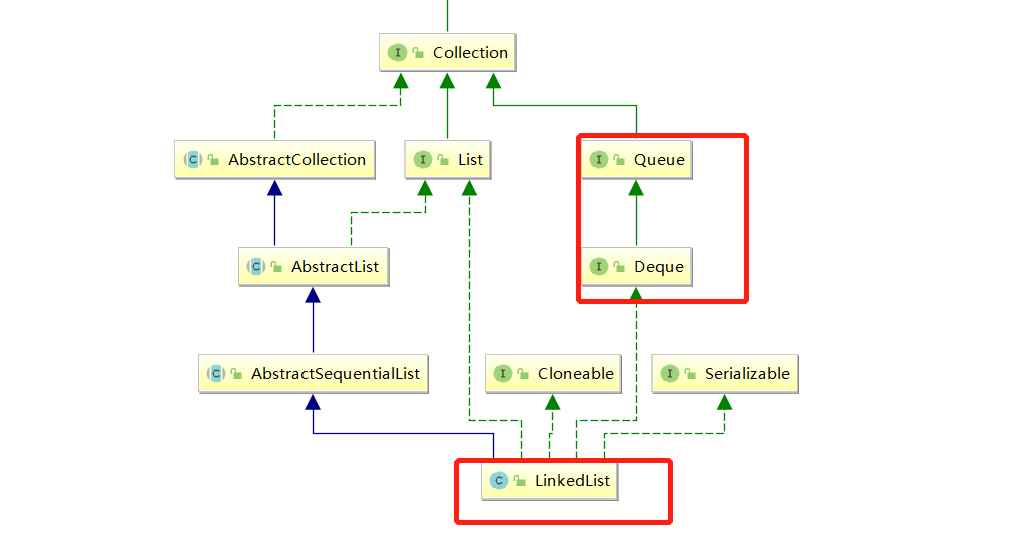 Collection
AbstractCollection
List
Queue
AbstractList
Deque
AbstractSequentialList
Cloneable
Serializable
LinkedList